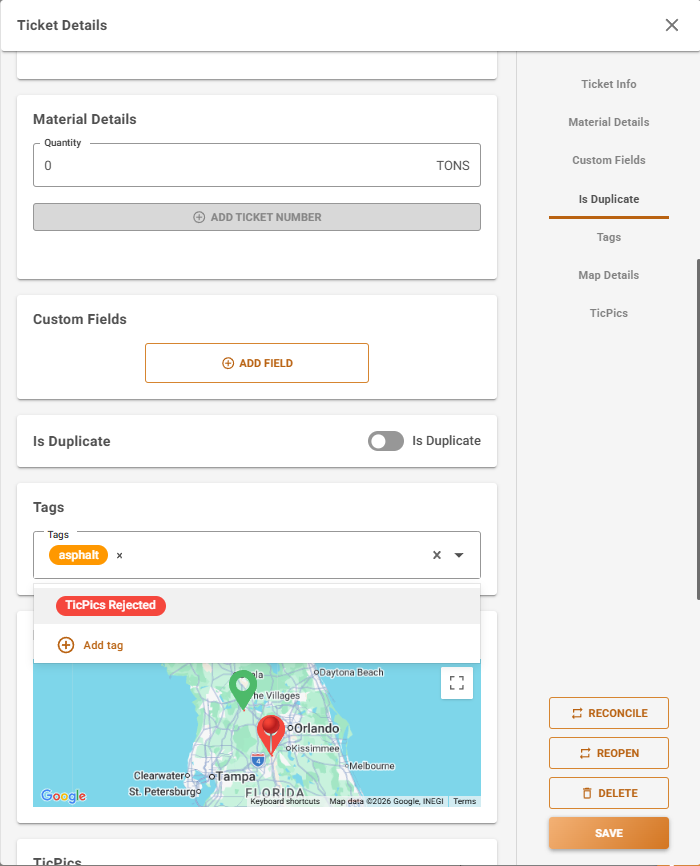 Ticket Details
Material Details
Quantity
0 TONS
ADD TICKET NUMBER
Custom Fields
ADD FIELD
Is Duplicate
Is Duplicate
Tags
Tags
asphalt ×
TicPics Rejected
Add tag
Daytona Beach
The Villages
Orlando
Kissimmee
4
Melbourne
Clearwater
Tampa
St. Petersburg
FLORIDA
Google
Keyboard shortcuts Map data ©2026 Google, INEGI Terms
TicPics
Ticket Info
Material Details
Custom Fields
Is Duplicate
Tags
Map Details
TicPics
RECONCILE
REOPEN
DELETE
SAVE